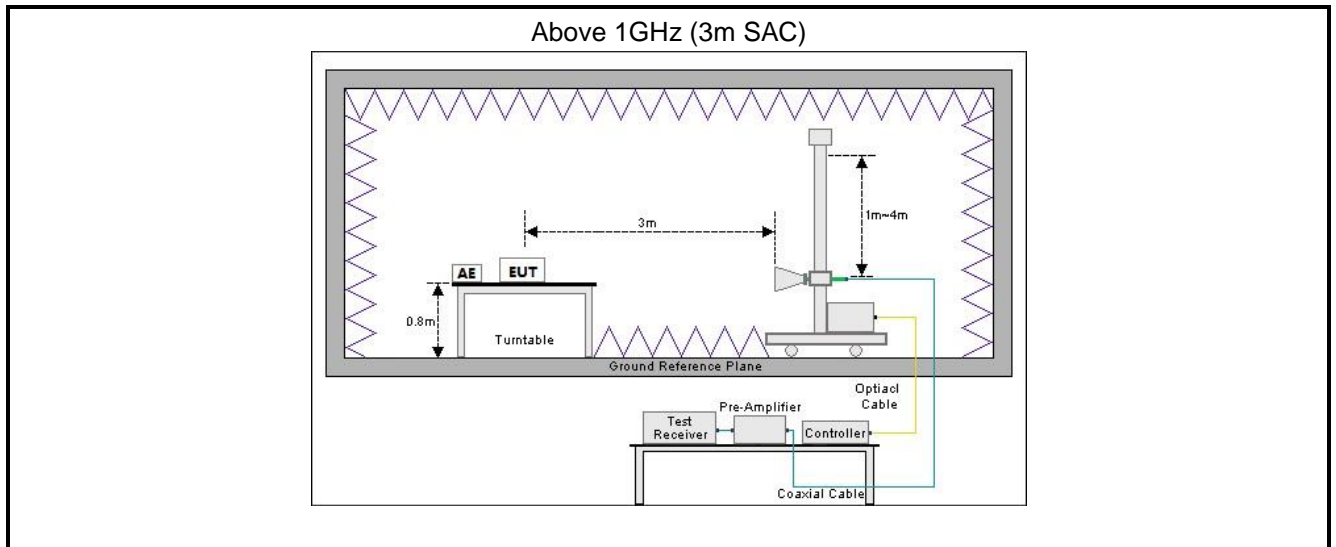 Above 1GHz (3m SAC)
1m~4m
3m
AE
EUT
0.8m
Turntable
Ground Reference Plane
Optiacl
Cable
Pre-Amplifier
Test
Receiver
Controller
Coaxial Cable